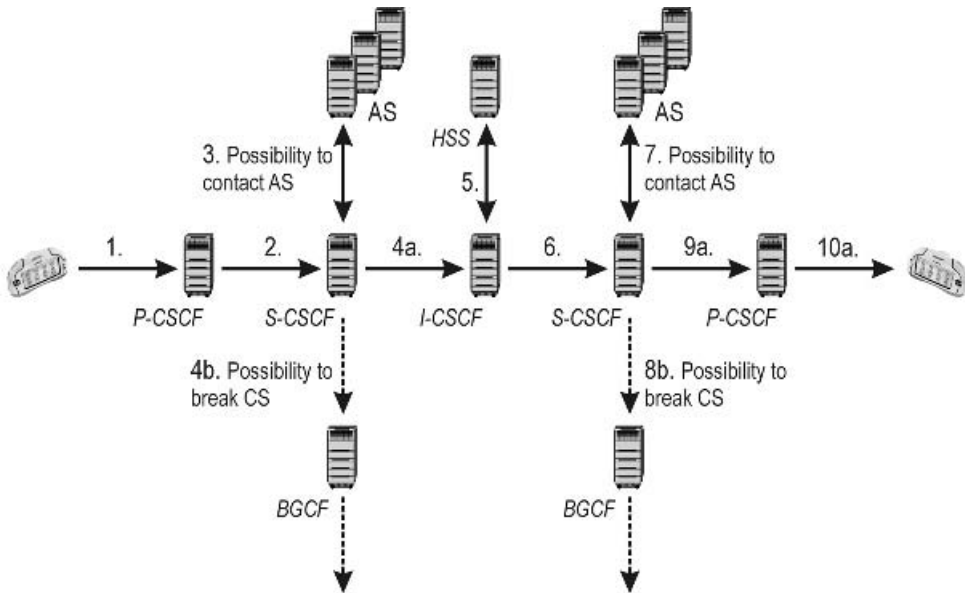 AS
HSS
AS
3. Possibility to
contact AS
5.
7. Possibility to
contact AS
1.
2.
4a.
6.
9a.
10a.
P-CSCF
S-CSCF
I-CSCF
S-CSCF
P-CSCF
4b. Possibility to
break CS
8b. Possibility to
break CS
BGCF
BGCF